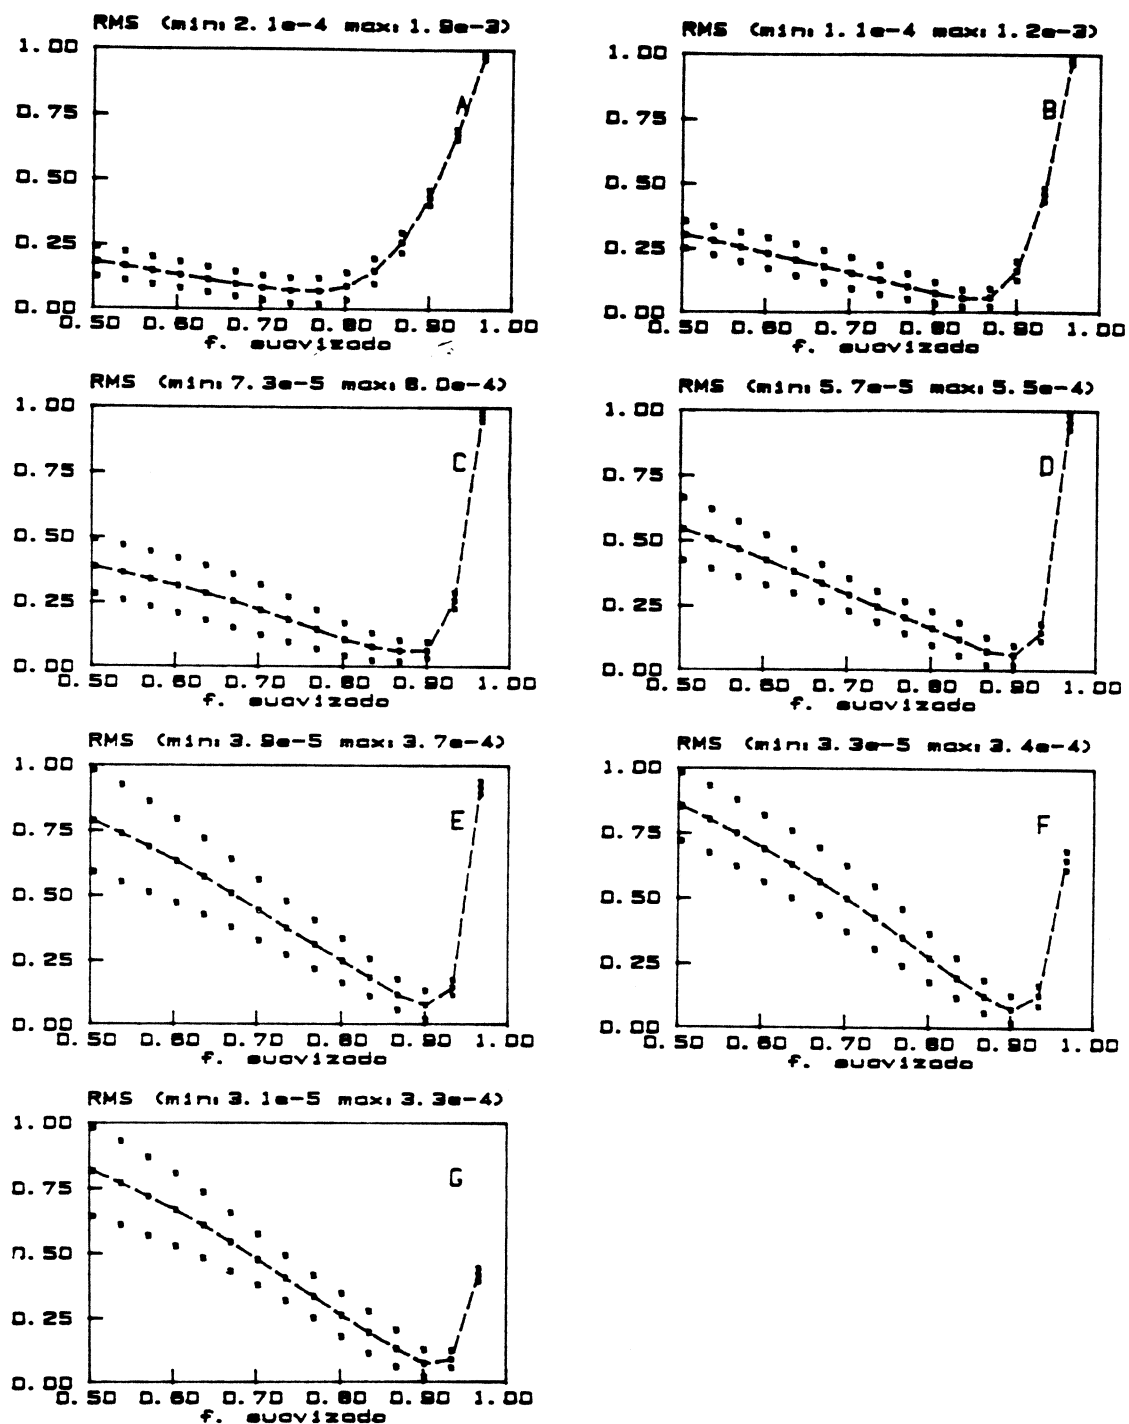 RMS (min: 2.1e-4 max: 1.9e-3)
1.00
0.75
0.50
0.25
0.00
A
0.50 0.60 0.70 0.80 0.90 1.00
f. suavizado
RMS (min: 1.1e-4 max: 1.2e-3)
1.00
0.75
0.50
0.25
0.00
B
0.50 0.60 0.70 0.80 0.90 1.00
f. suavizado
RMS (min: 7.3e-5 max: 6.0e-4)
1.00
0.75
0.50
0.25
0.00
C
0.50 0.60 0.70 0.80 0.90 1.00
f. suavizado
RMS (min: 5.7e-5 max: 5.5e-4)
1.00
0.75
0.50
0.25
0.00
D
0.50 0.60 0.70 0.80 0.90 1.00
f. suavizado
RMS (min: 3.9e-5 max: 3.7e-4)
1.00
0.75
0.50
0.25
0.00
E
0.50 0.60 0.70 0.80 0.90 1.00
f. suavizado
RMS (min: 3.3e-5 max: 3.4e-4)
1.00
0.75
0.50
0.25
0.00
F
0.50 0.60 0.70 0.80 0.90 1.00
f. suavizado
RMS (min: 3.1e-5 max: 3.3e-4)
1.00
0.75
0.50
0.25
0.00
G
0.50 0.60 0.70 0.80 0.90 1.00
f. suavizado